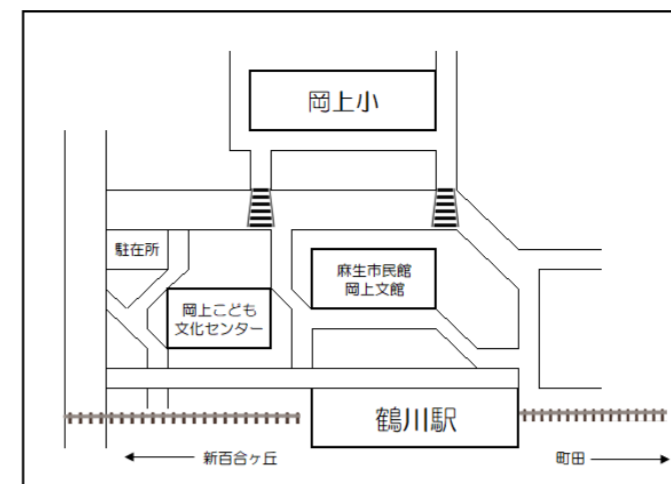 岡上小
駐在所
麻生市民館
岡上文館
岡上こども
文化センター
鶴川駅
新百合ヶ丘
町田